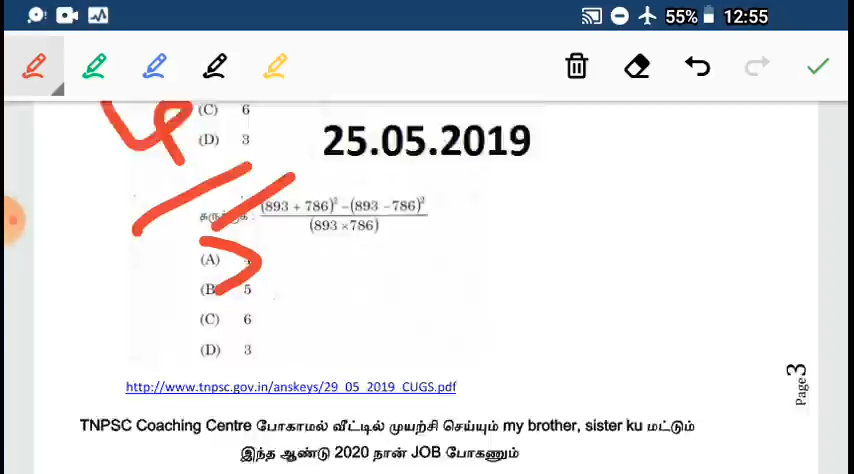 55% 12:55
(C) 6
(D) 3
25.05.2019
(893 + 786)² – (893 – 786)²
(893 × 786)
(A)
(B) 5
(C) 6
(D) 3
http://www.tnpsc.gov.in/anskeys/29_05_2019_CUGS.pdf
Page 3
TNPSC Coaching Centre போகாமல் வீட்டில் முயற்சி செய்யும் my brother, sister ku மட்டும்
இந்த ஆண்டு 2020 நான் JOB போகணும்